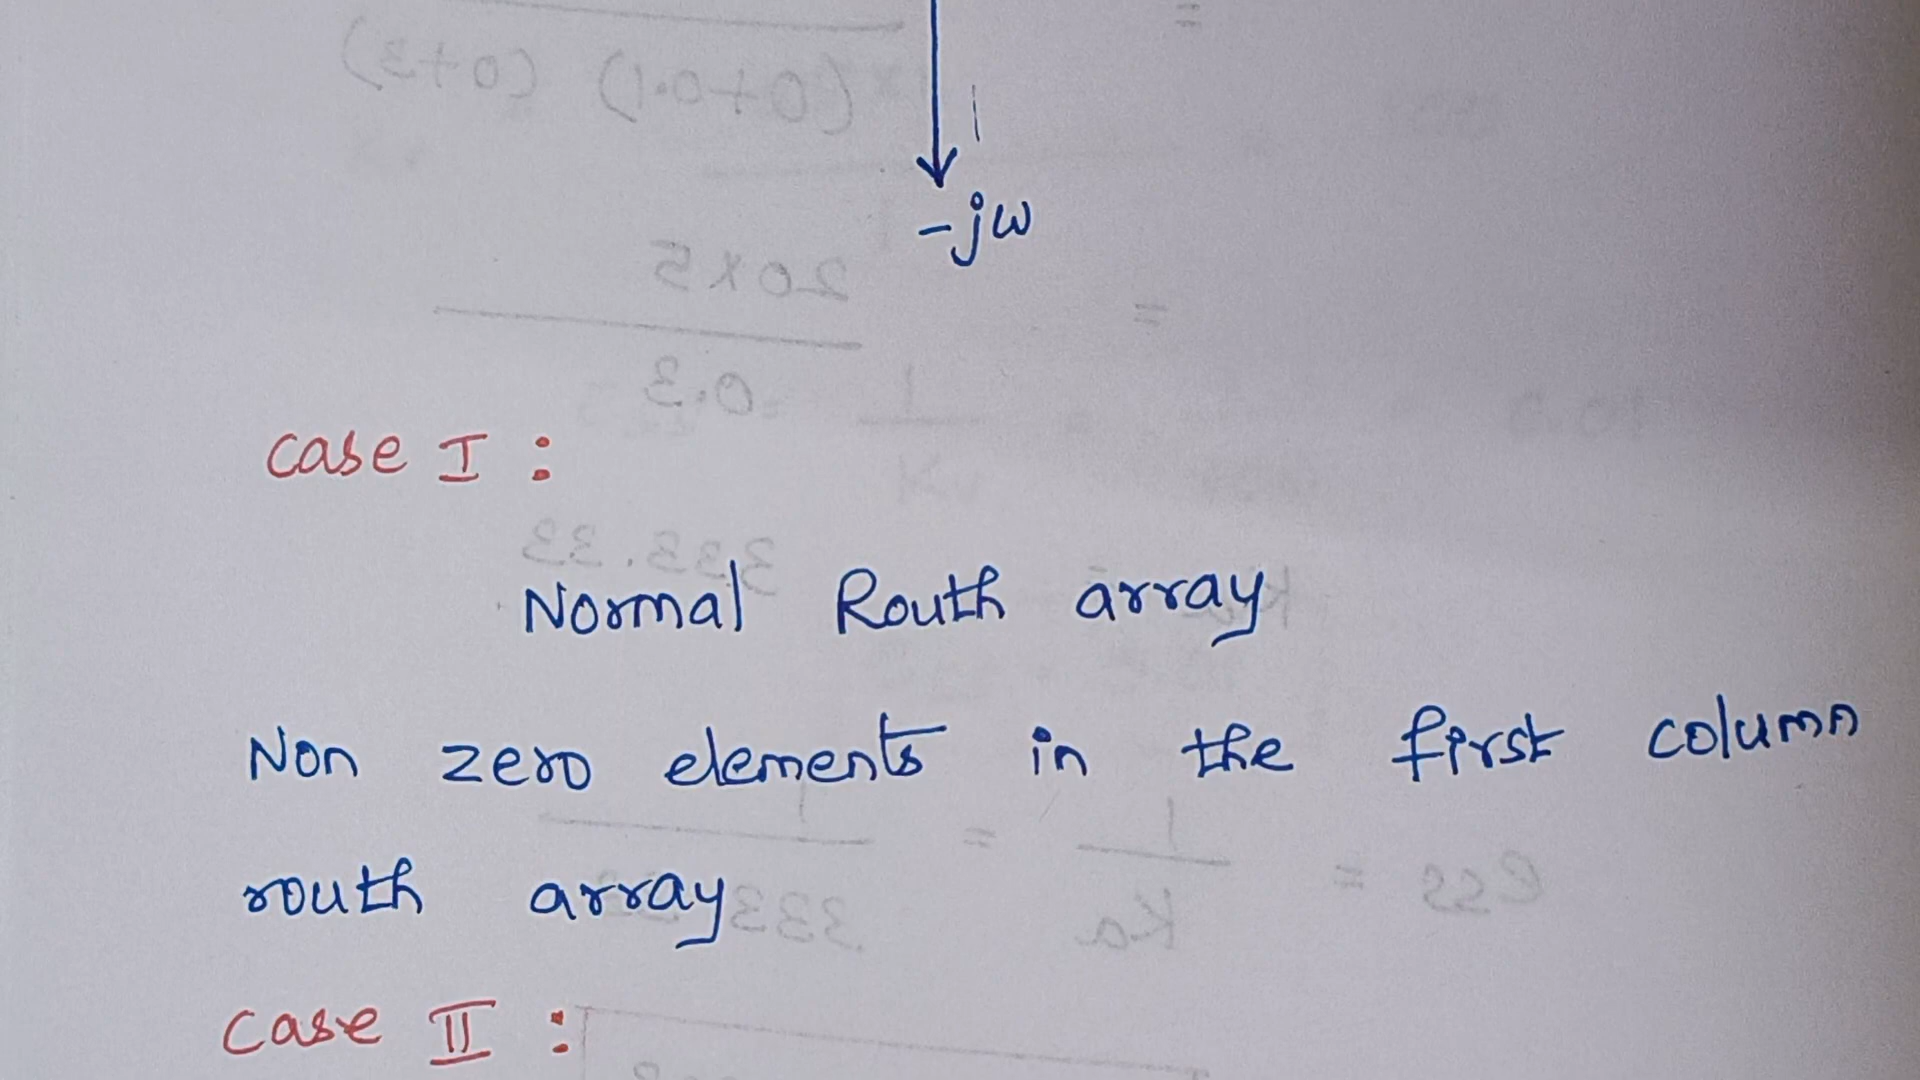 -jω
case I :
Normal Routh array
Non zero elements in the first column
routh array
case II :